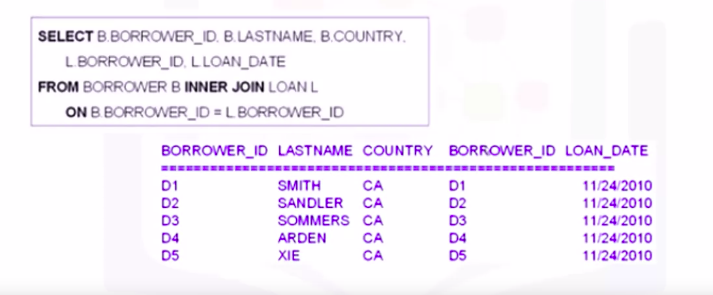 SELECT B.BORROWER_ID, B.LASTNAME, B.COUNTRY,
L.BORROWER_ID, L.LOAN_DATE
FROM BORROWER B INNER JOIN LOAN L
ON B.BORROWER_ID = L.BORROWER_ID
BORROWER_ID LASTNAME COUNTRY BORROWER_ID LOAN_DATE
D1 SMITH CA D1 11/24/2010
D2 SANDLER CA D2 11/24/2010
D3 SOMMERS CA D3 11/24/2010
D4 ARDEN CA D4 11/24/2010
D5 XIE CA D5 11/24/2010